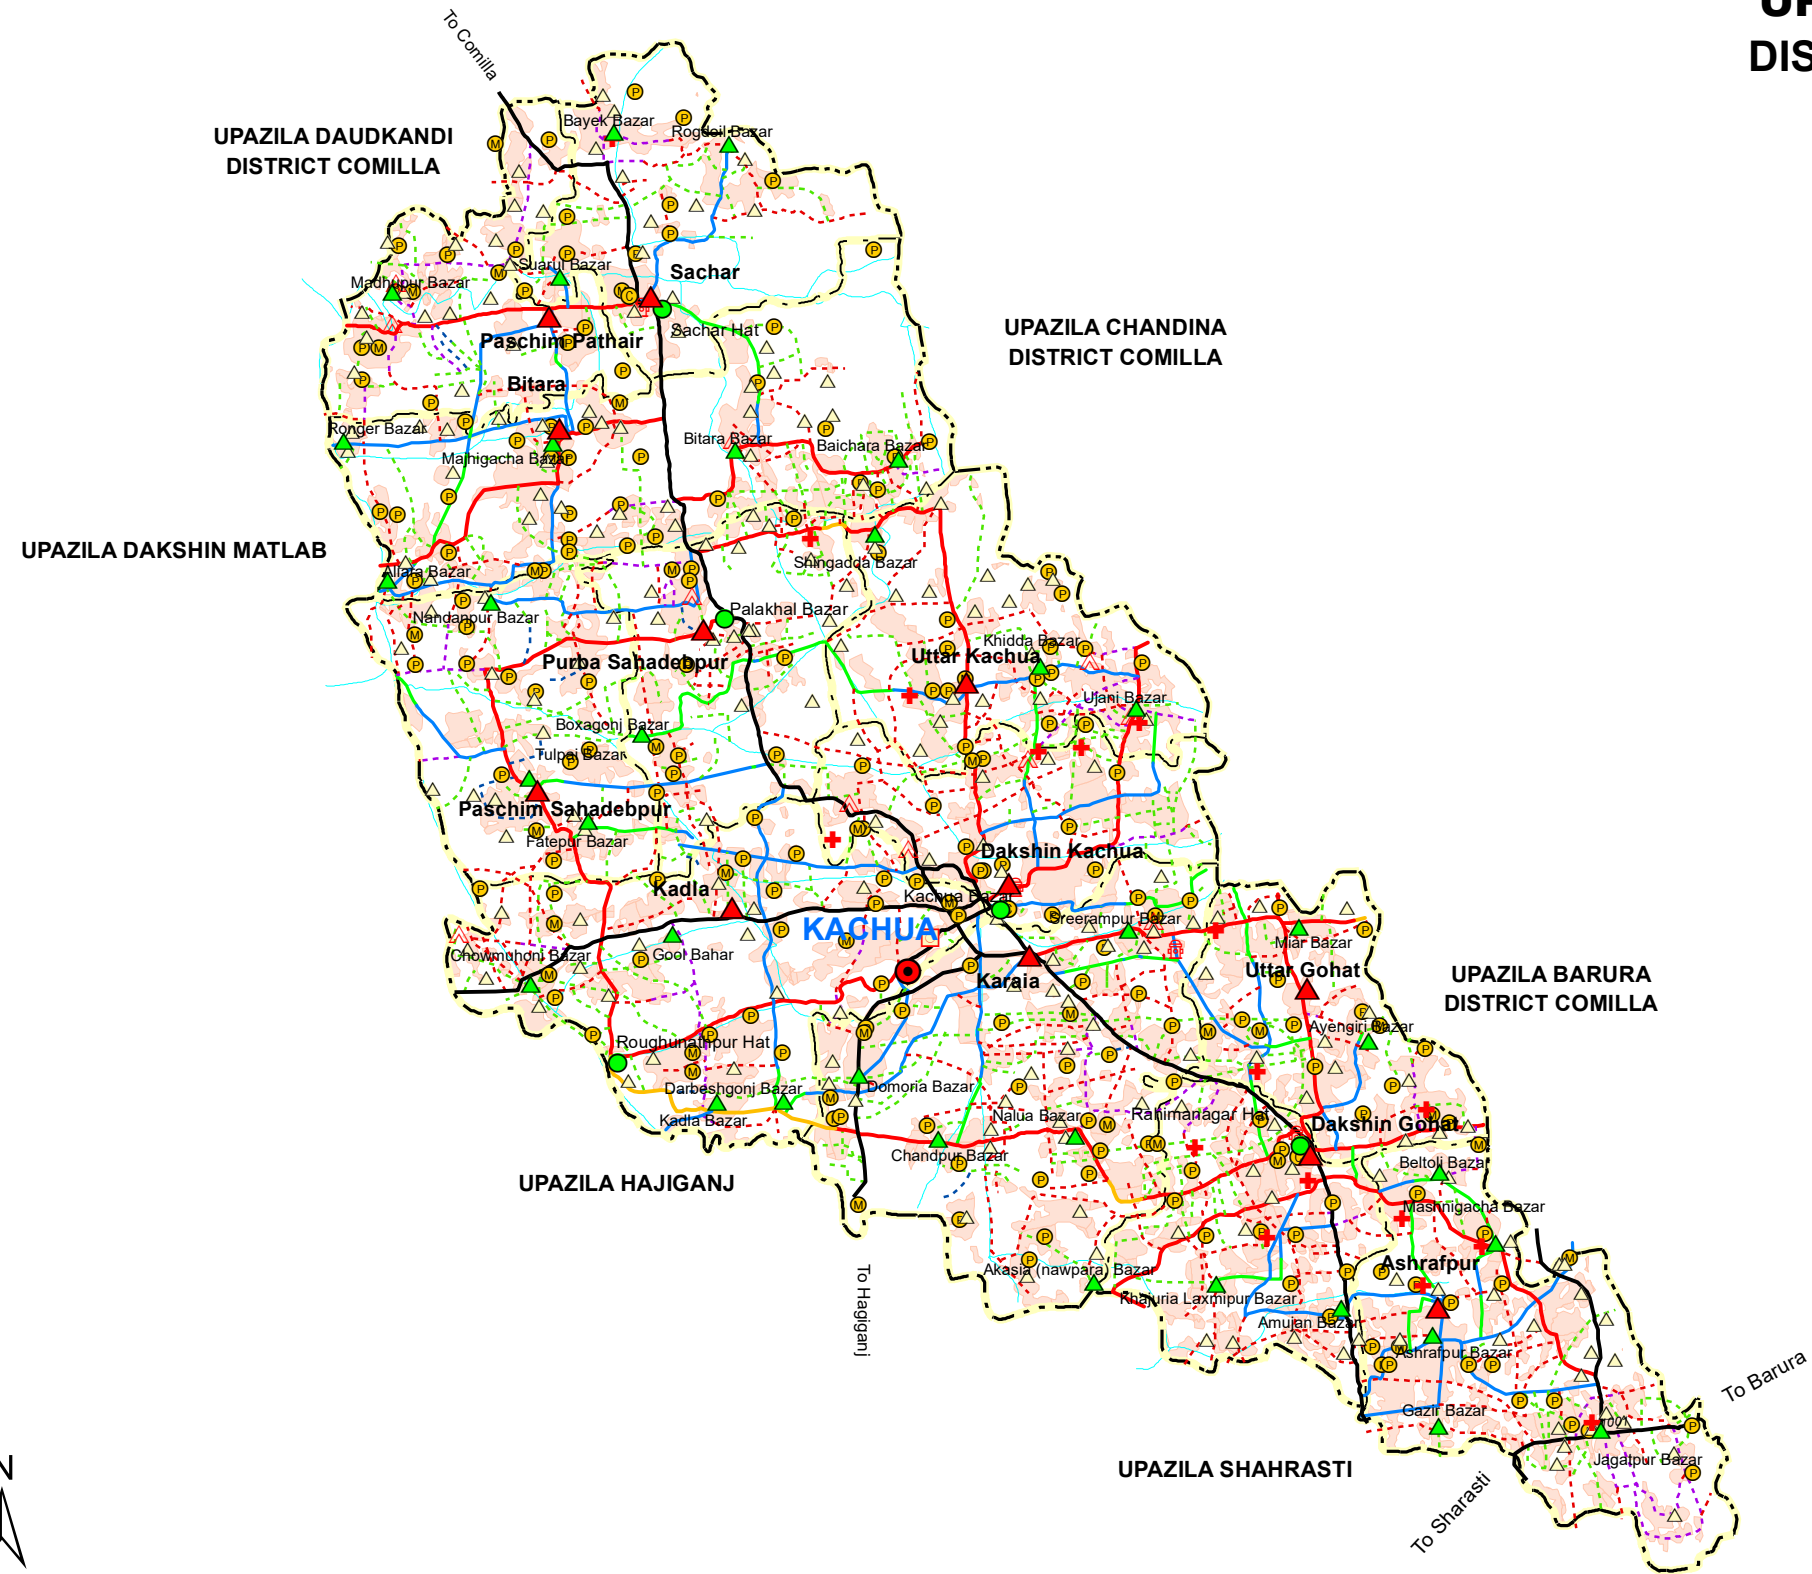 UP
DIS
To Comilla
UPAZILA DAUDKANDI
DISTRICT COMILLA
Bayek Bazar
Rogdoil Bazar
Sachar
Suarul Bazar
Madhupur Bazar
Sachar Hat
Paschim Pathair
UPAZILA CHANDINA
DISTRICT COMILLA
Bitara
Ronger Bazar
Bitara Bazar
Baichara Bazar
Majhigacha Bazar
UPAZILA DAKSHIN MATLAB
Shingadda Bazar
Aliara Bazar
Nandanpur Bazar
Palakhal Bazar
Khidda Bazar
Uttar Kachua
Purba Sahadebpur
Ujani Bazar
Boxagonj Bazar
Tulpai Bazar
Paschim Sahadebpur
Fatepur Bazar
Dakshin Kachua
Kadla
Kachua Bazar
KACHUA
Sreerampur Bazar
Miar Bazar
Chowmuhoni Bazar
Gool Bahar
Uttar Gohat
Karaia
UPAZILA BARURA
DISTRICT COMILLA
Ayengiri Bazar
Roughunathpur Hat
Darbeshgonj Bazar
Domoria Bazar
Kadla Bazar
Nalua Bazar
Rahimanagar Hat
Dakshin Gohat
Chandpur Bazar
Beltoli Bazar
UPAZILA HAJIGANJ
Mashnigacha Bazar
Ashrafpur
Akasia (nawpara) Bazar
Khajuria Laxmipur Bazar
Amujan Bazar
To Hagiganj
Ashrafpur Bazar
To Barura
Gazir Bazar
Jagatpur Bazar
UPAZILA SHAHRASTI
To Sharasti
N